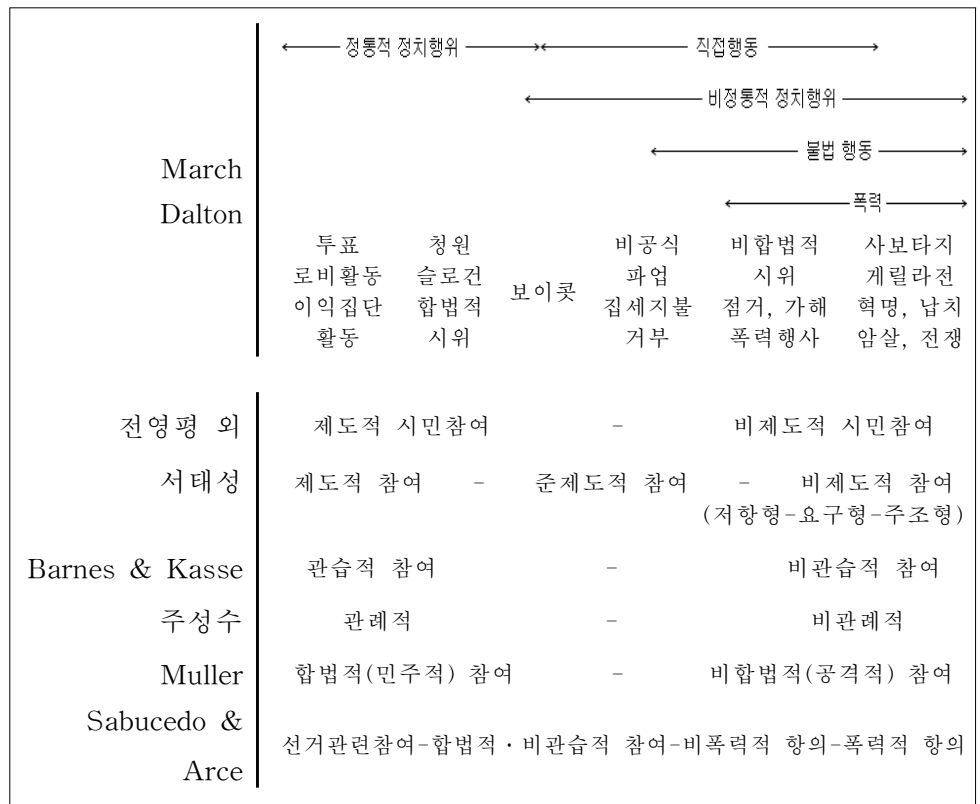 정통적 정치행위 직접행동
비정통적 정치행위
불법 행동
폭력
March
Dalton
투표 청원 비공식 비합법적 사보타지
로비활동 슬로건 보이콧 파업 시위 게릴라전
이익집단 합법적 집세지불 점거, 가해 혁명, 납치
활동 시위 거부 폭력행사 암살, 전쟁
전영평 외 제도적 시민참여 - 비제도적 시민참여
서태성 제도적 참여 - 준제도적 참여 - 비제도적 참여
(저항형-요구형-주조형)
Barnes & Kasse 관습적 참여 - 비관습적 참여
주성수 관례적 - 비관례적
Muller 합법적(민주적) 참여 - 비합법적(공격적) 참여
Sabucedo &
Arce 선거관련참여-합법적·비관습적 참여-비폭력적 항의-폭력적 항의